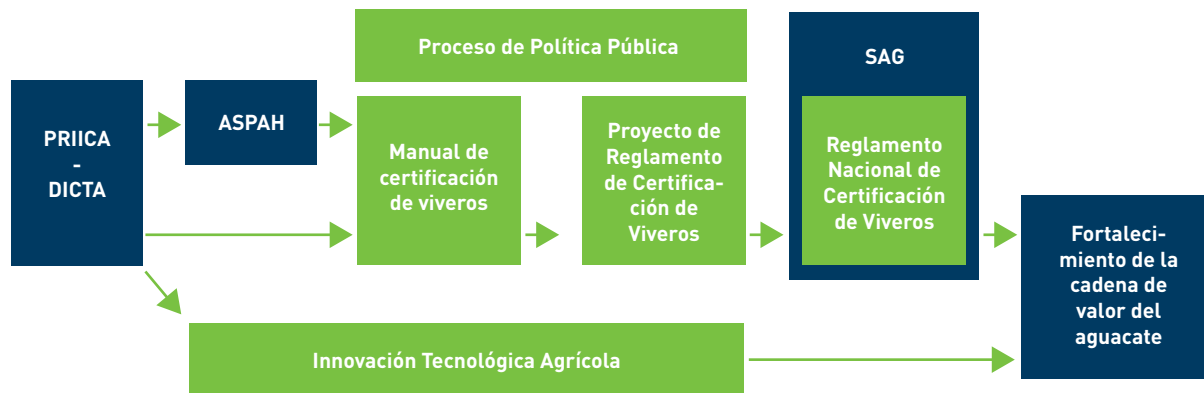 Proceso de Política Pública
SAG
PRIICA
-
DICTA
ASPAH
Manual de
certificación
de viveros
Proyecto de
Reglamento
de Certifica-
ción de
Viveros
Reglamento
Nacional de
Certificación
de Viveros
Fortaleci-
miento de la
cadena de
valor del
aguacate
Innovación Tecnológica Agrícola